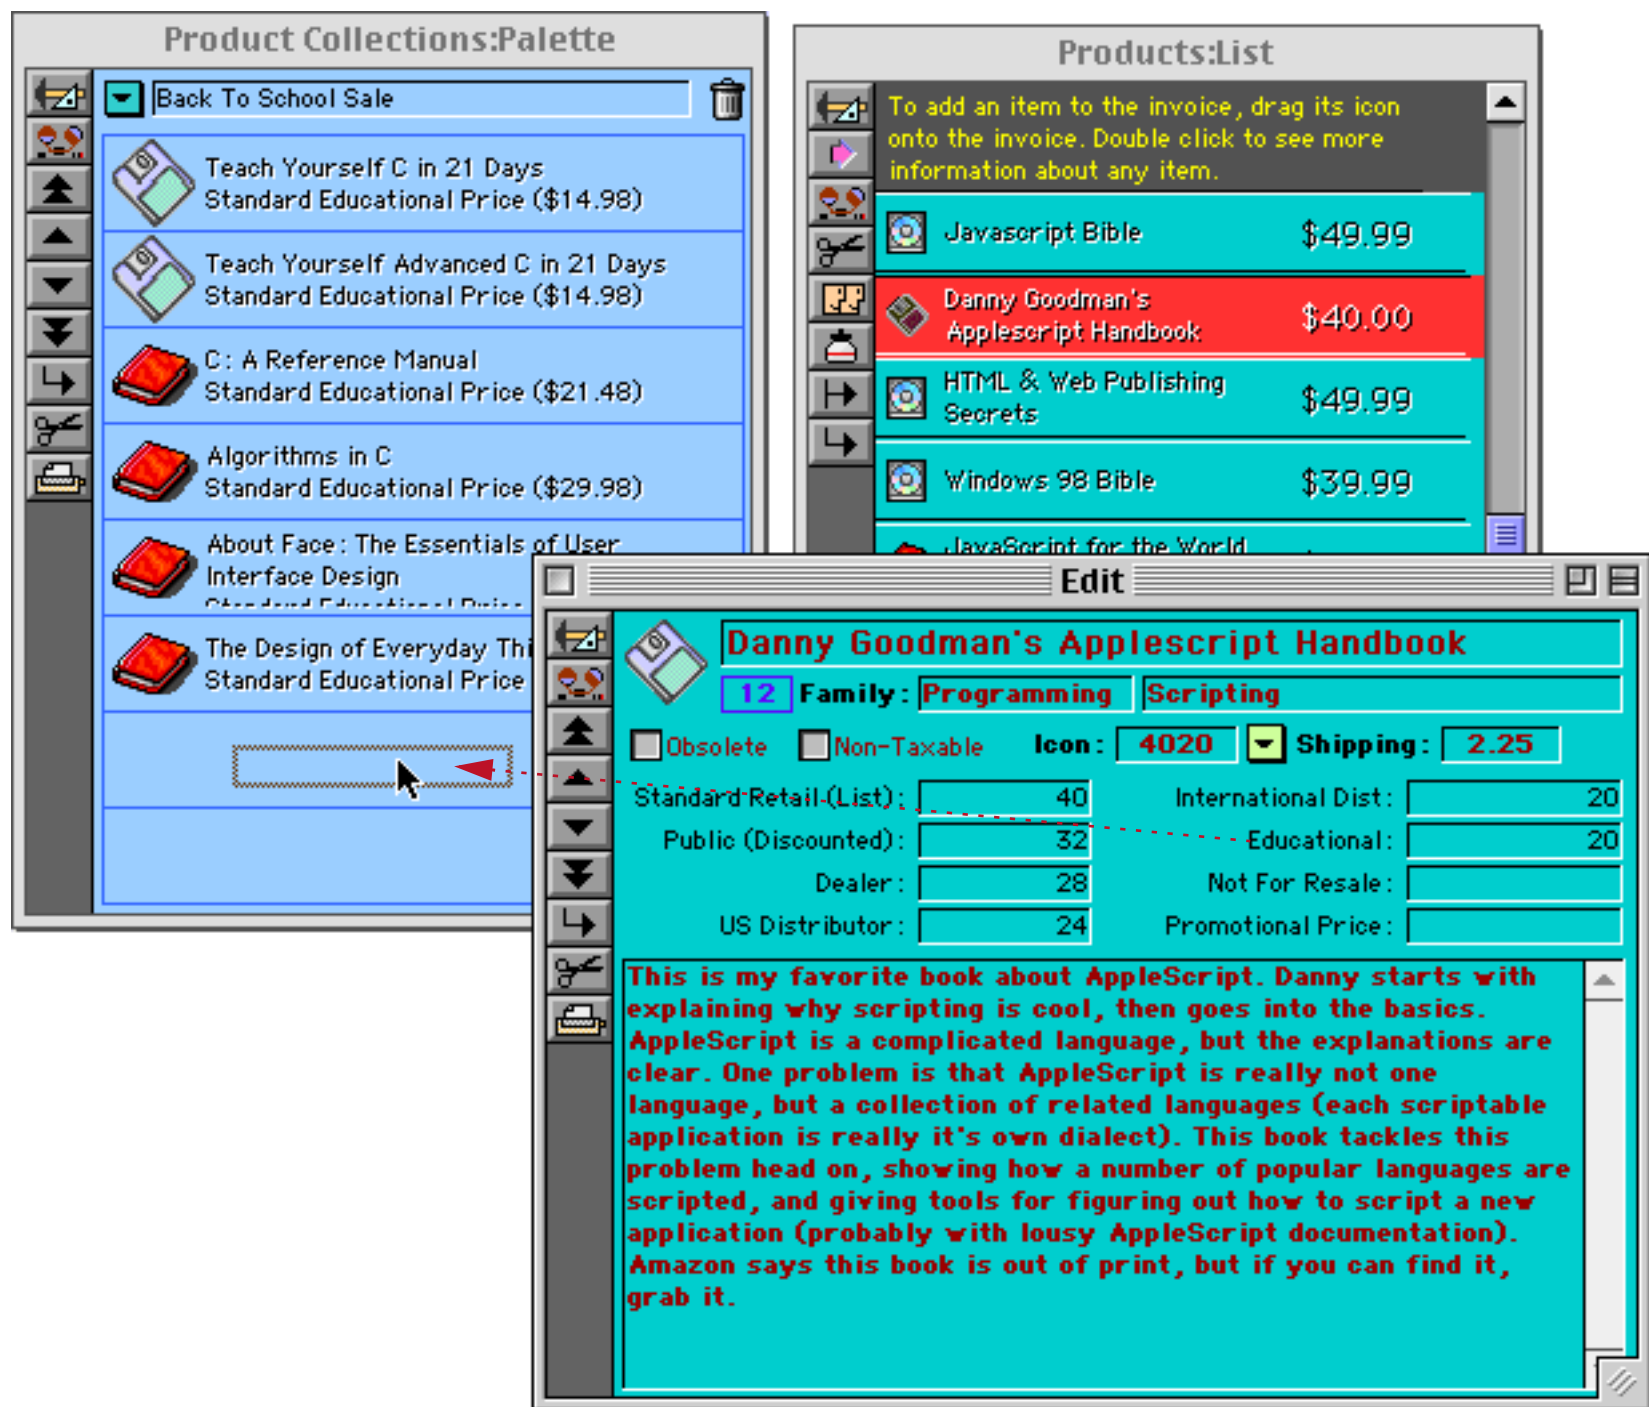 Product Collections:Palette
Back To School Sale
Teach Yourself C in 21 Days
Standard Educational Price ($14.98)
Teach Yourself Advanced C in 21 Days
Standard Educational Price ($14.98)
C: A Reference Manual
Standard Educational Price ($21.48)
Algorithms in C
Standard Educational Price ($29.98)
About Face: The Essentials of User
Interface Design
Standard Educational Price
The Design of Everyday Thi
Standard Educational Price
Products:List
To add an item to the invoice, drag its icon
onto the invoice. Double click to see more
information about any item.
Javascript Bible $49.99
Danny Goodman's
Applescript Handbook $40.00
HTML & Web Publishing
Secrets $49.99
Windows 98 Bible $39.99
JavaScript for the World
Edit
Danny Goodman's Applescript Handbook
12 Family: Programming Scripting
Obsolete Non-Taxable Icon: 4020 Shipping: 2.25
Standard Retail (List): 40 International Dist: 20
Public (Discounted): 32 Educational: 20
Dealer: 28 Not For Resale:
US Distributor: 24 Promotional Price:
This is my favorite book about AppleScript. Danny starts with
explaining why scripting is cool, then goes into the basics.
AppleScript is a complicated language, but the explanations are
clear. One problem is that AppleScript is really not one
language, but a collection of related languages (each scriptable
application is really it's own dialect). This book tackles this
problem head on, showing how a number of popular languages are
scripted, and giving tools for figuring out how to script a new
application (probably with lousy AppleScript documentation).
Amazon says this book is out of print, but if you can find it,
grab it.